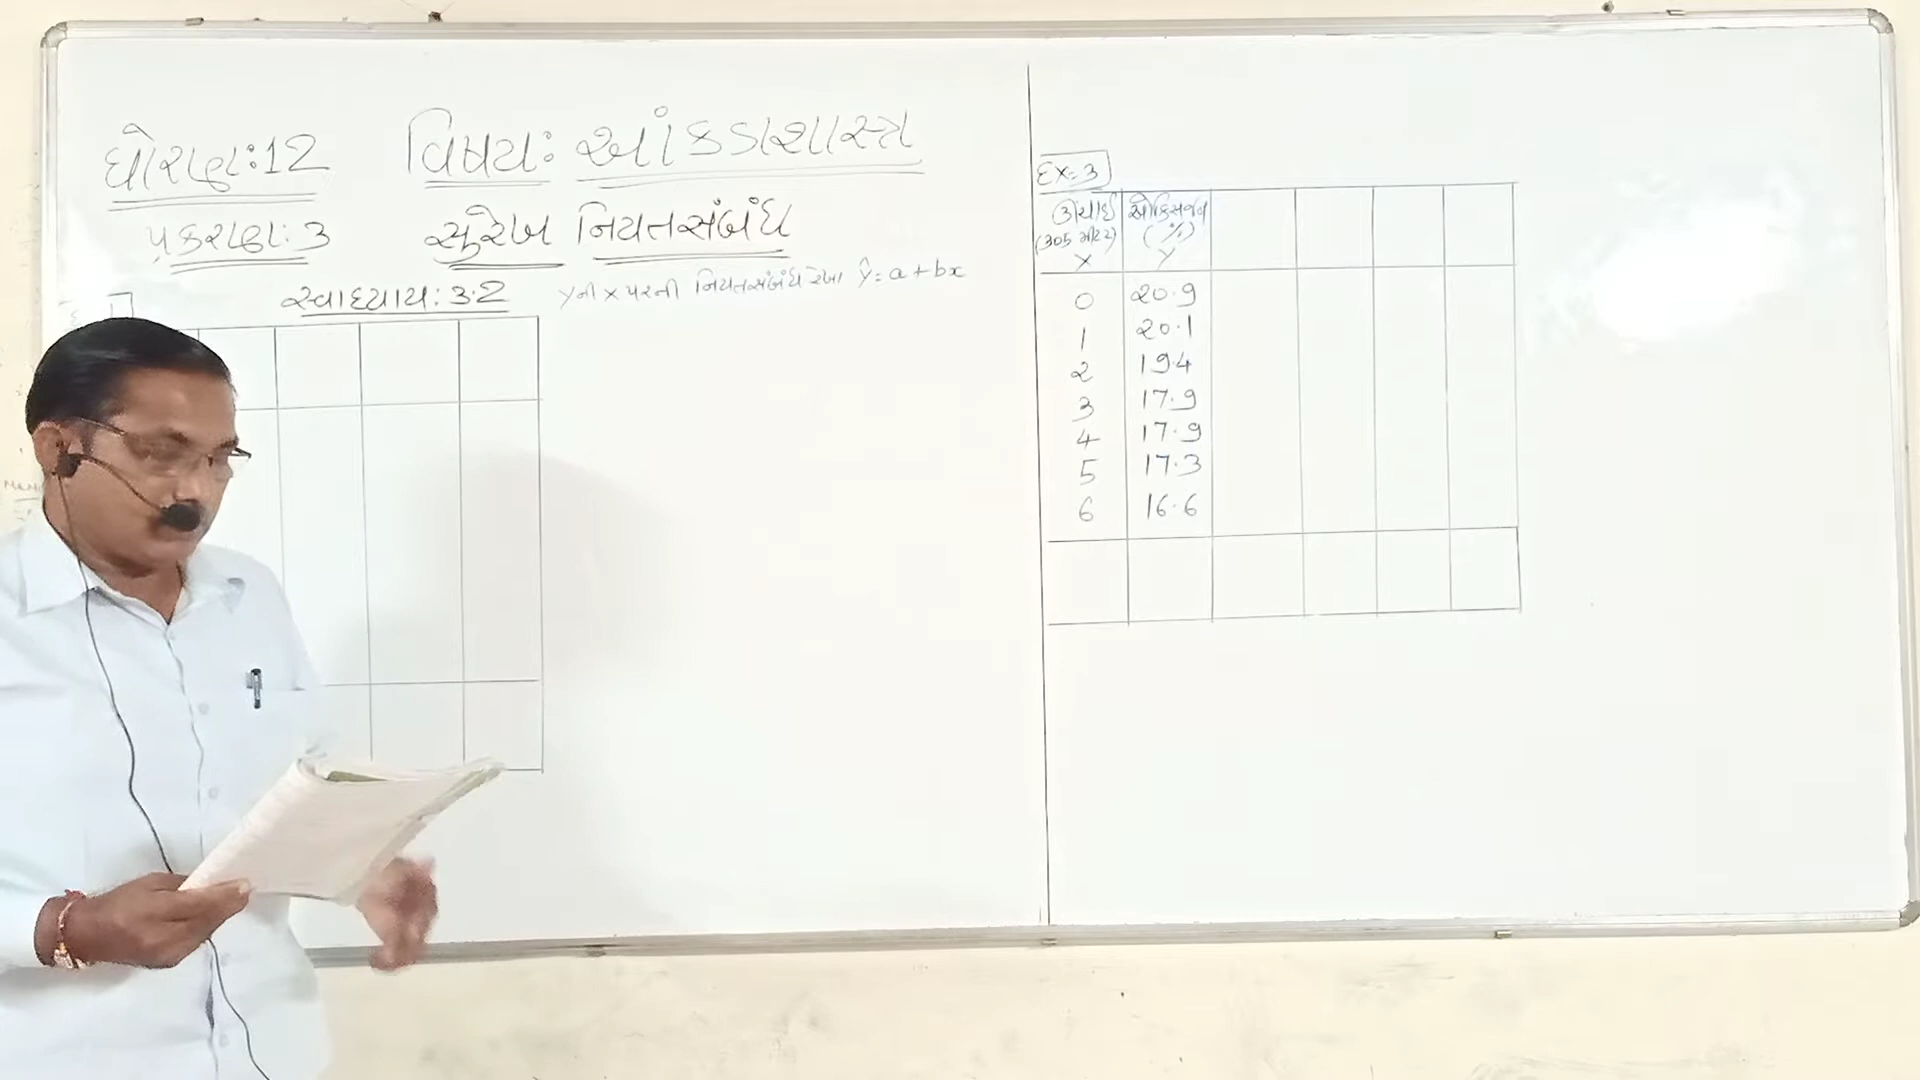 ધોરણ:12 વિષય: આંકડાશાસ્ત્ર
પ્રકરણ: 3 સુરેખ નિયતસંબંધ
સ્વાધ્યાય: 3.2 yની x પરની નિયતસંબંધ રેખા ŷ = a + bx
Ex=3
ઊંચાઈ (305 મીટર) X
ઓક્સિજન (%) Y
0 20.9
1 20.1
2 19.4
3 17.9
4 17.9
5 17.3
6 16.6